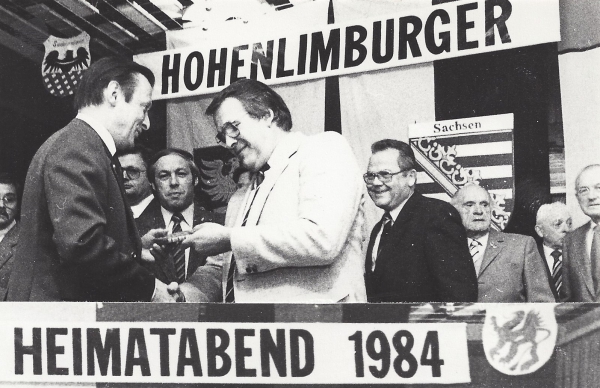 HOHENLIMBURGER
Sachsen
HEIMATABEND 1984